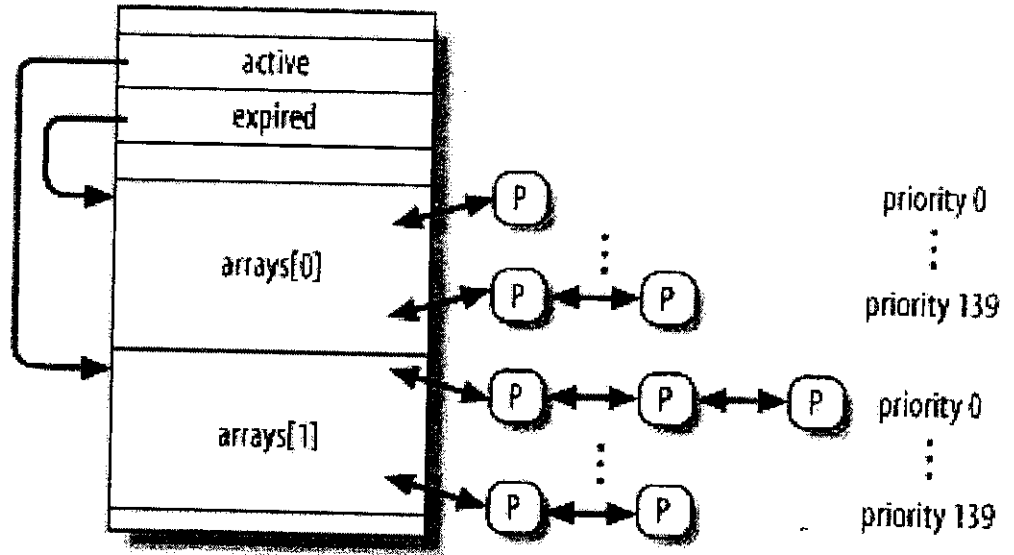 active
expired
P priority 0
arrays[0]
P P priority 139
P P P priority 0
arrays[1]
P P priority 139